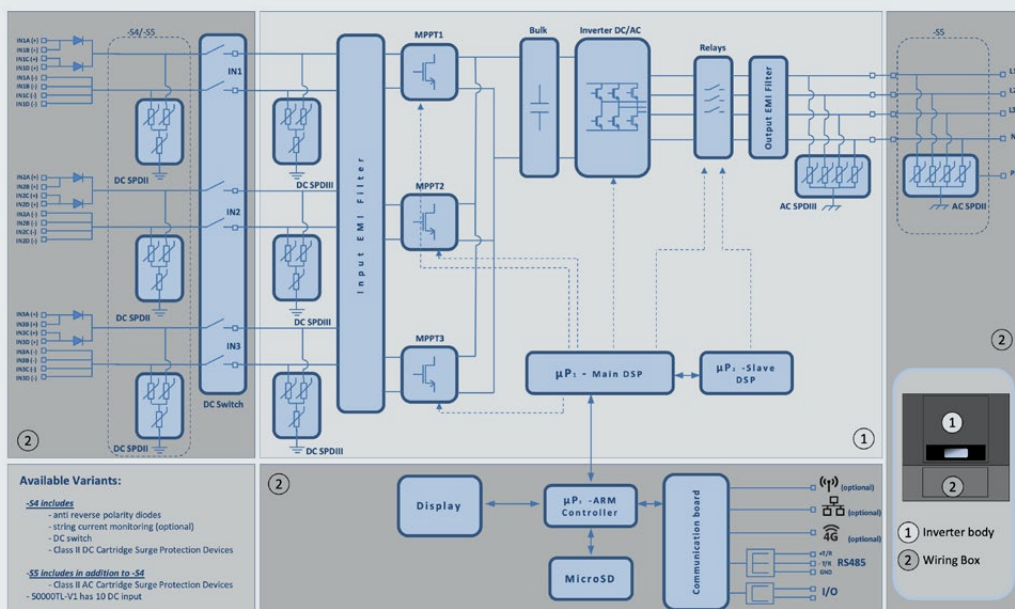 -S4/-S5
IN1A (+)
IN1B (+)
IN1C (+)
IN1D (+)
IN1A (-)
IN1B (-)
IN1C (-)
IN1D (-)
IN1
DC SPDII
DC SPDIII
IN2A (+)
IN2B (+)
IN2C (+)
IN2D (+)
IN2A (-)
IN2B (-)
IN2C (-)
IN2D (-)
IN2
DC SPDII
DC SPDIII
IN3A (+)
IN3B (+)
IN3C (+)
IN3D (+)
IN3A (-)
IN3B (-)
IN3C (-)
IN3D (-)
IN3
DC Switch
DC SPDII
DC SPDIII
2
Input EMI Filter
MPPT1
MPPT2
MPPT3
Bulk
Inverter DC/AC
Relays
Output EMI Filter
AC SPDIII
-S5
L1
L2
L3
N
P
AC SPDII
2
µP₁ - Main DSP
µP₂ -Slave
DSP
1
Available Variants:
-S4 includes
- anti reverse polarity diodes
- string current monitoring (optional)
- DC switch
- Class II DC Cartridge Surge Protection Devices
-S5 includes in addition to -S4
- Class II AC Cartridge Surge Protection Devices
- 50000TL-V1 has 10 DC input
2
Display
-ARM
Controller
MicroSD
Communication board
(optional)
(optional)
4G (optional)
+T/R
- T/R RS485
GND
I/O
1
2
1 Inverter body
2 Wiring Box